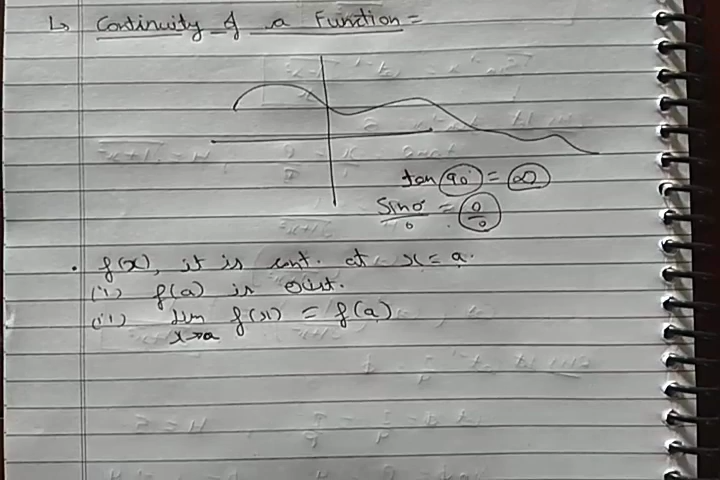 ↳ Continuity of a Function =
tan 90° = ∞
sin0°/0 = 0/0
• f(x), it is cont. at x = a.
(i) f(a) is exist.
(ii) lim x→a f(x) = f(a)